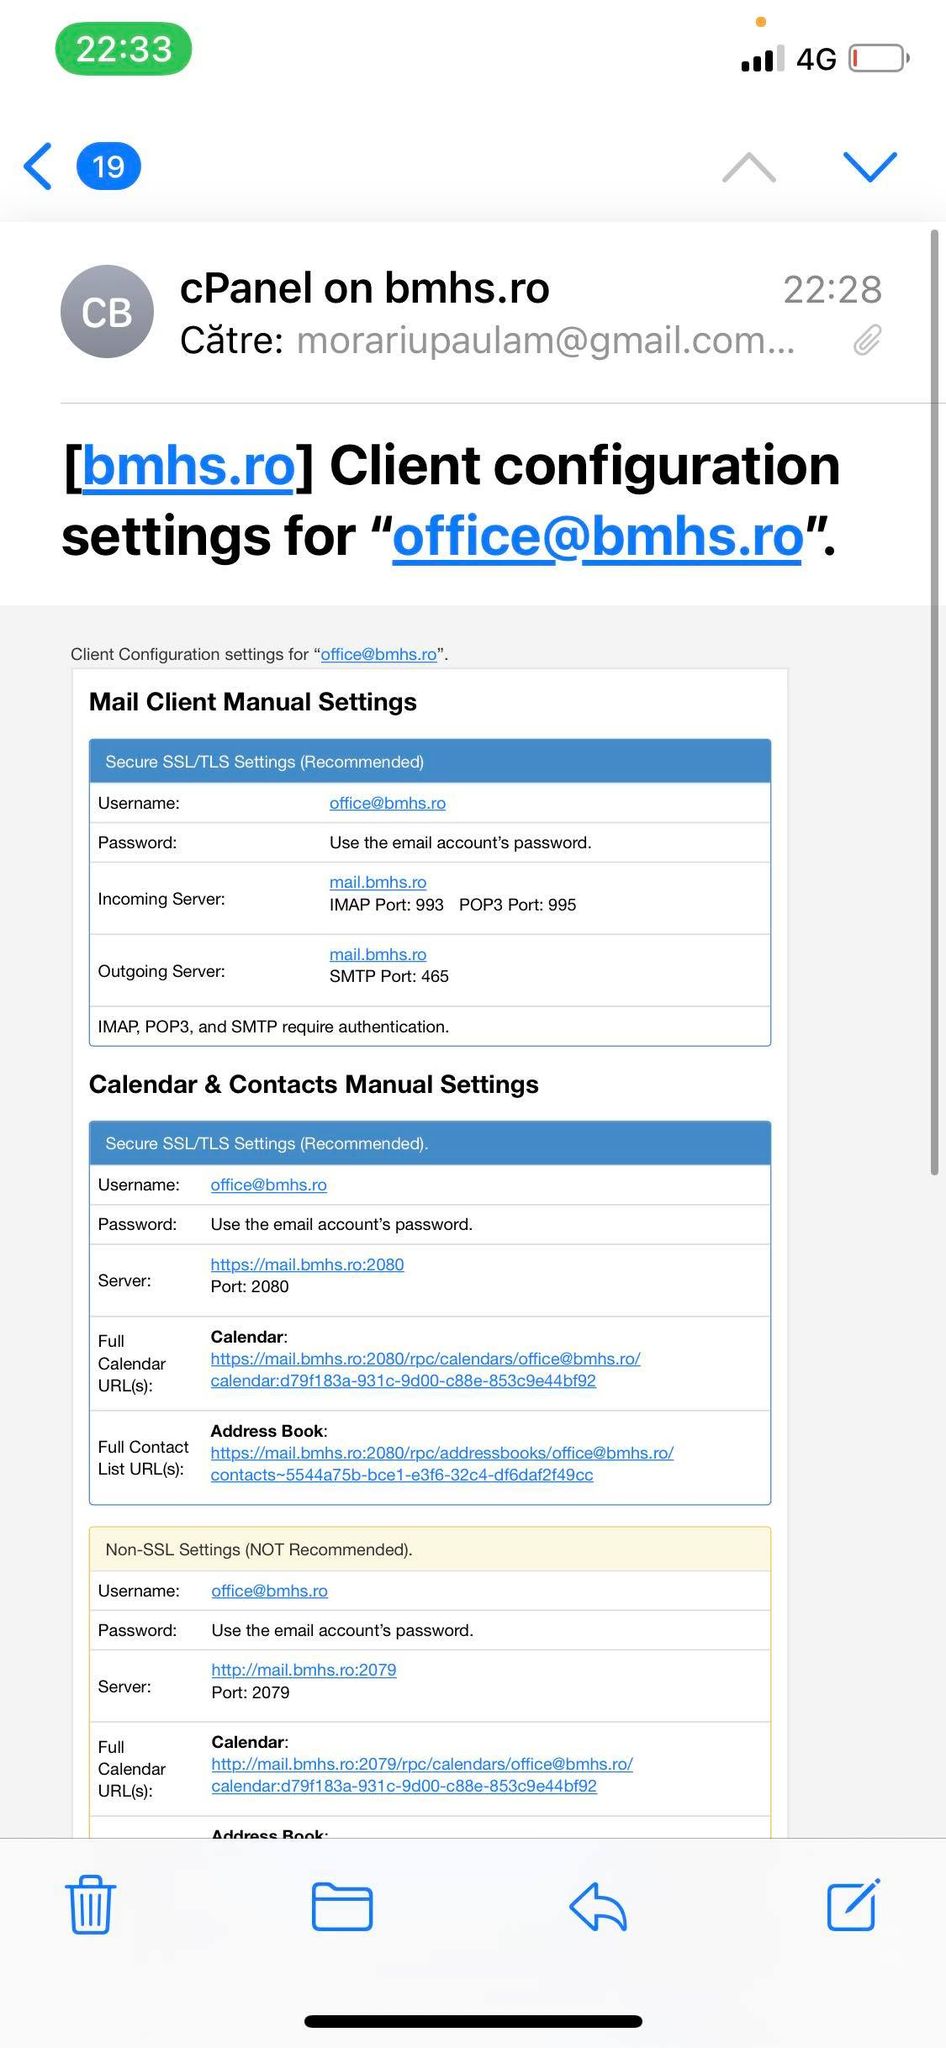 22:33
4G
19
CB
cPanel on bmhs.ro
22:28
Către: morariupaulam@gmail.com...
[bmhs.ro] Client configuration
settings for “office@bmhs.ro”.
Client Configuration settings for “office@bmhs.ro”.
Mail Client Manual Settings
Secure SSL/TLS Settings (Recommended)
Username: office@bmhs.ro
Password: Use the email account’s password.
Incoming Server: mail.bmhs.ro
IMAP Port: 993 POP3 Port: 995
Outgoing Server: mail.bmhs.ro
SMTP Port: 465
IMAP, POP3, and SMTP require authentication.
Calendar & Contacts Manual Settings
Secure SSL/TLS Settings (Recommended).
Username: office@bmhs.ro
Password: Use the email account’s password.
Server: https://mail.bmhs.ro:2080
Port: 2080
Full
Calendar
URL(s):
Calendar:
https://mail.bmhs.ro:2080/rpc/calendars/office@bmhs.ro/
calendar:d79f183a-931c-9d00-c88e-853c9e44bf92
Full Contact
List URL(s):
Address Book:
https://mail.bmhs.ro:2080/rpc/addressbooks/office@bmhs.ro/
contacts~5544a75b-bce1-e3f6-32c4-df6daf2f49cc
Non-SSL Settings (NOT Recommended).
Username: office@bmhs.ro
Password: Use the email account’s password.
Server: http://mail.bmhs.ro:2079
Port: 2079
Full
Calendar
URL(s):
Calendar:
http://mail.bmhs.ro:2079/rpc/calendars/office@bmhs.ro/
calendar:d79f183a-931c-9d00-c88e-853c9e44bf92
Address Book: